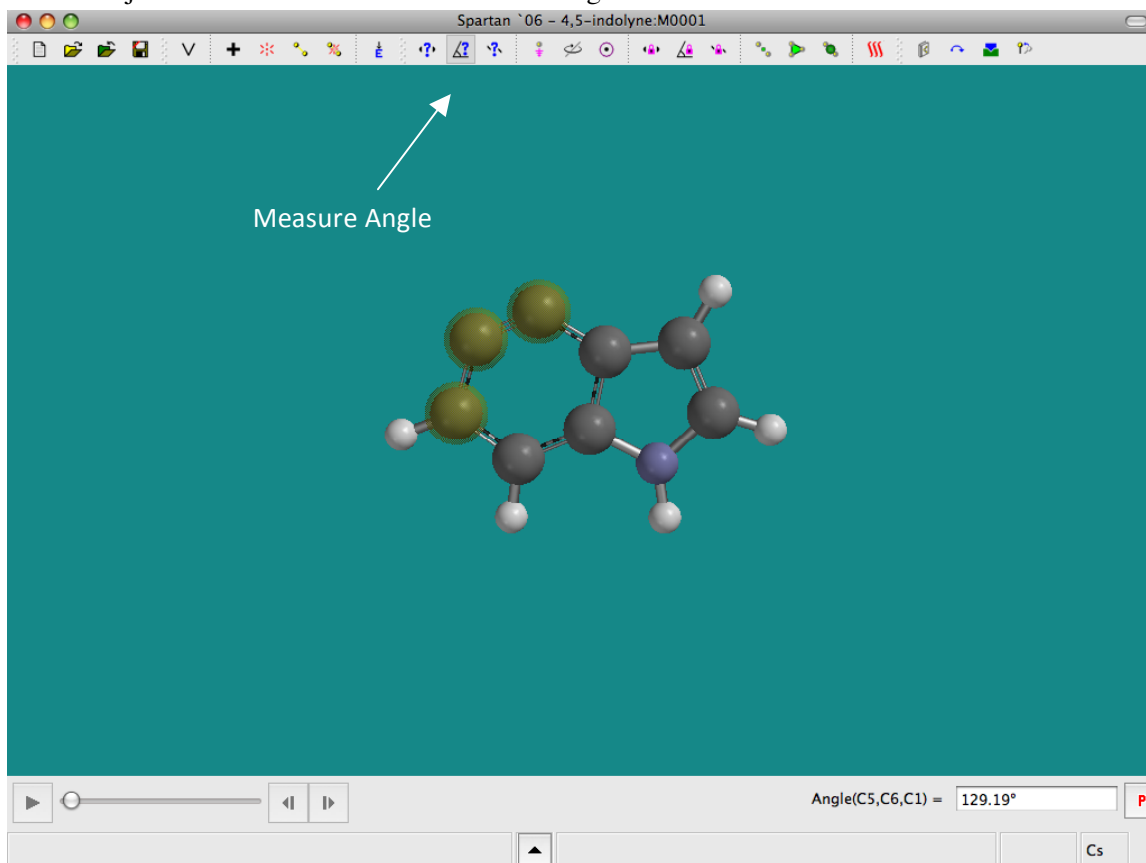 Spartan `06 – 4,5-indolyne:M0001
V
E
Measure Angle
Angle(C5,C6,C1) = 129.19°
P
Cs